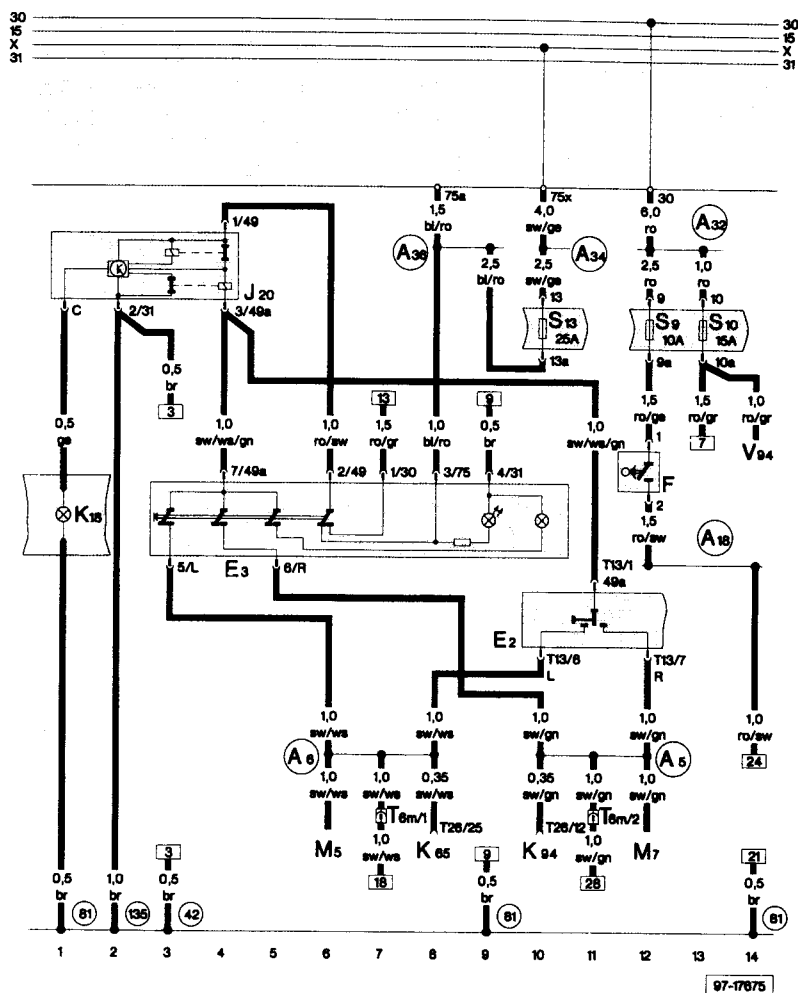 30 30
15 15
X X
31 31
75a 75x 30
1/49
1,5 4,0 6,0
bl/ro sw/ge ro
A36 A34 A32
2,5 2,5 2,5 1,0
bl/ro sw/ge ro ro
J20
13 9 10
S13 S9 S10
25A 10A 15A
C 2/31 3/49a 13a 9a 10a
0,5
br
3
13 9
0,5 1,0 1,0 1,5 1,0 0,5 1,0 1,5 1,5 1,0
ge sw/ws/gn ro/sw ro/gr bl/ro br sw/ws/gn ro/ge ro/gr ro/gr
7 V94
1
7/49a 2/49 1/30 3/75 4/31
F
K15
2
1,5
ro/sw
A18
5/L E3 6/R T13/1
49a
E2
T13/6 T13/7
L R
1,0 1,0 1,0 1,0 1,0
sw/ws sw/ws sw/gn sw/gn ro/sw
A6 A5 24
1,0 1,0 0,35 0,35 1,0 1,0
sw/ws sw/ws sw/ws sw/gn sw/gn sw/gn
T6m/1 T26/25 T26/12 T6m/2
M5 1,0 K65 K94 1,0 M7
sw/ws sw/gn
18 28
3 9 21
0,5 1,0 0,5 0,5 0,5
br br br br br
81 135 42 81 81
1 2 3 4 5 6 7 8 9 10 11 12 13 14
97-17675